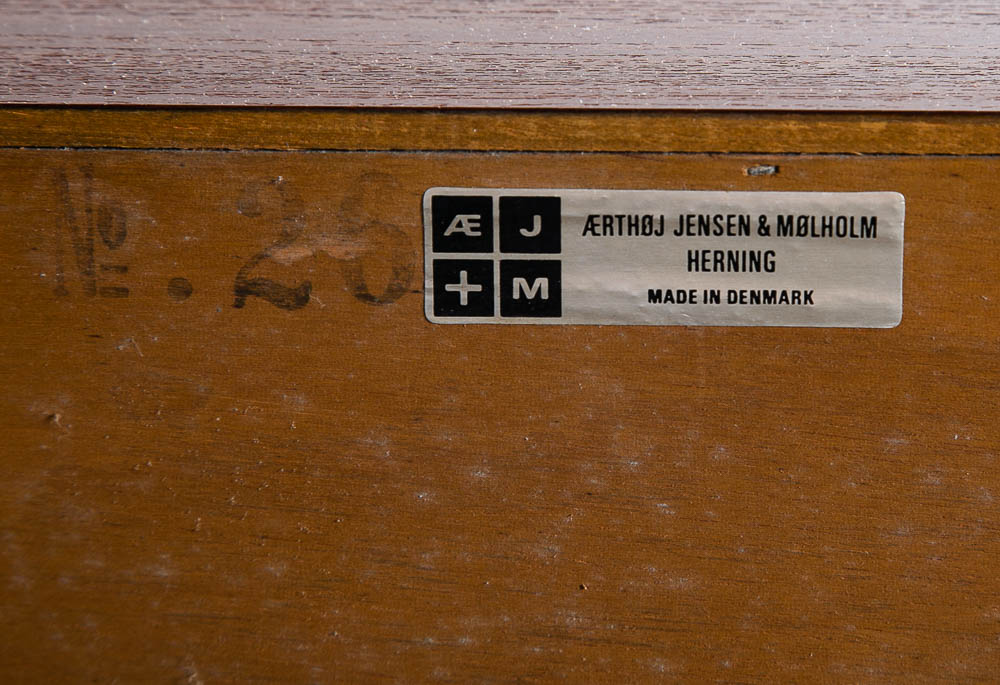 №. 26
Æ J
+ M
ÆRTHØJ JENSEN & MØLHOLM
HERNING
MADE IN DENMARK